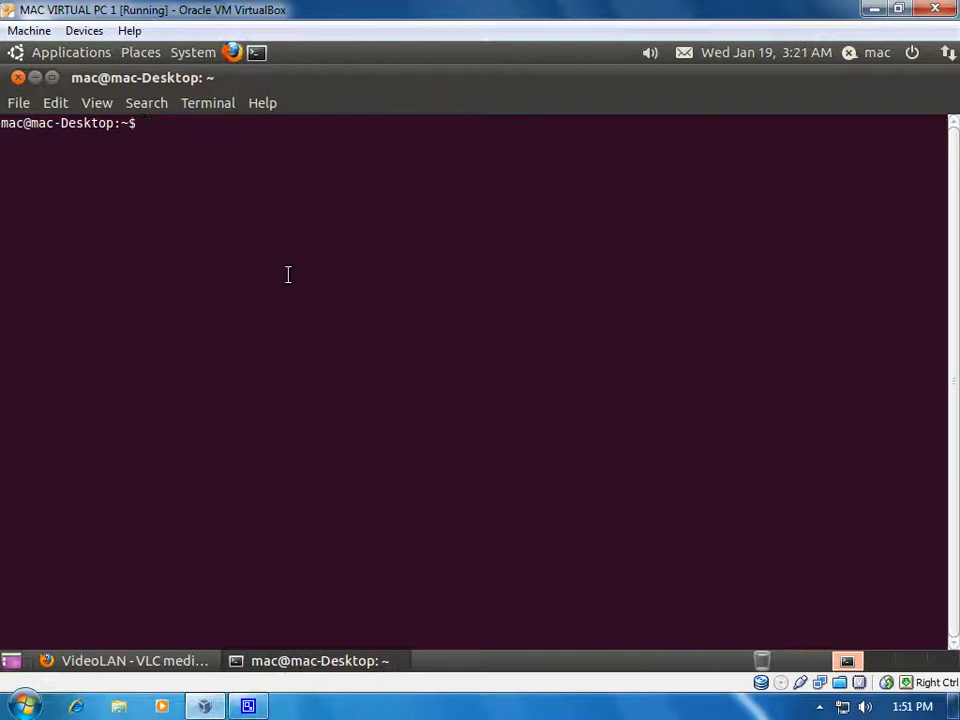 MAC VIRTUAL PC 1 [Running] - Oracle VM VirtualBox
Machine Devices Help
Applications Places System Wed Jan 19, 3:21 AM mac
mac@mac-Desktop: ~
File Edit View Search Terminal Help
mac@mac-Desktop:~$
VideoLAN - VLC medi... mac@mac-Desktop: ~
Right Ctrl
1:51 PM